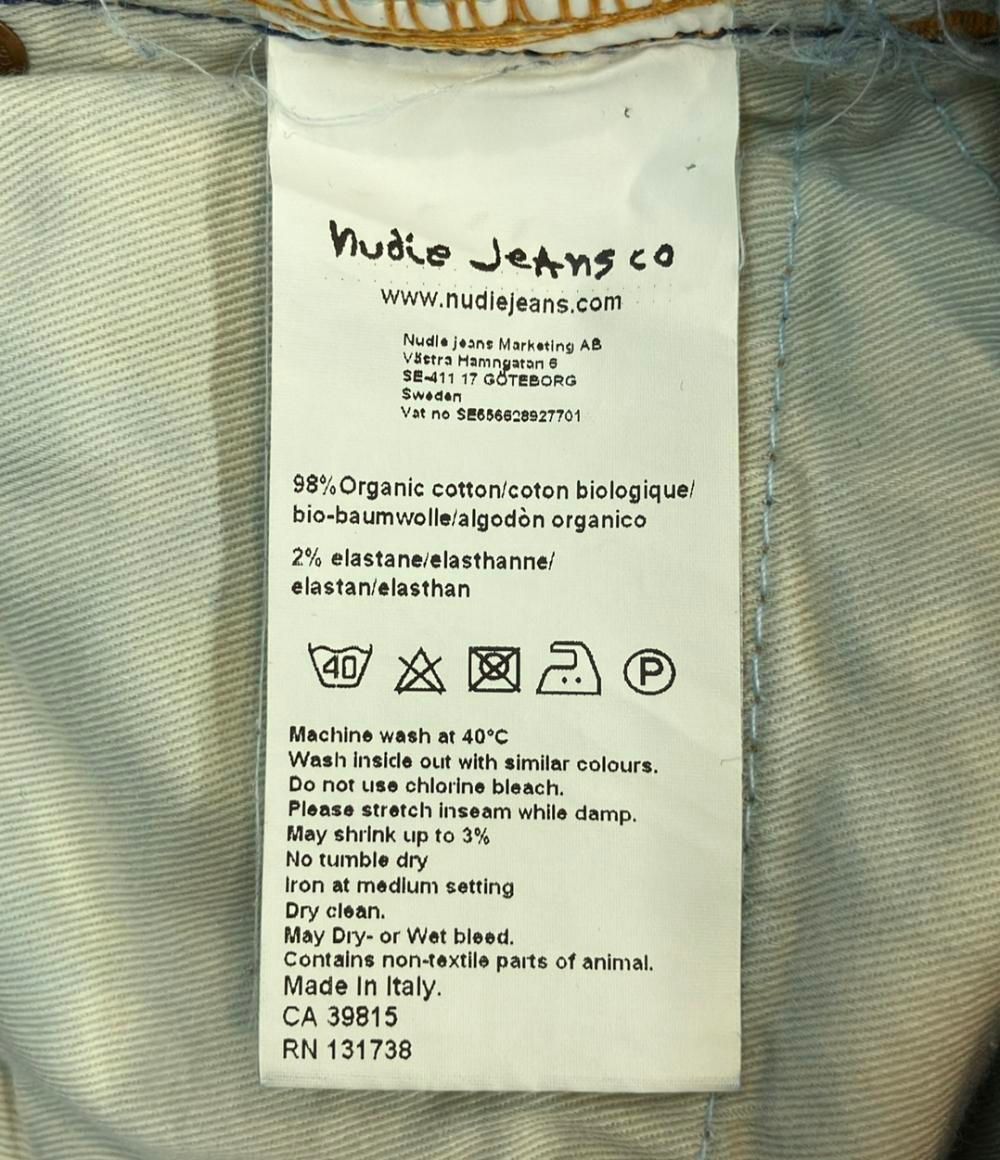 nudie Jeans co
www.nudiejeans.com
Nudie jeans Marketing AB
Västra Hamngatan 6
SE-411 17 GÖTEBORG
Sweden
Vat no SE556628927701
98%Organic cotton/coton biologique/
bio-baumwolle/algodòn organico
2% elastane/elasthanne/
elastan/elasthan
40 P
Machine wash at 40°C
Wash inside out with similar colours.
Do not use chlorine bleach.
Please stretch inseam while damp.
May shrink up to 3%
No tumble dry
Iron at medium setting
Dry clean.
May Dry- or Wet bleed.
Contains non-textile parts of animal.
Made In Italy.
CA 39815
RN 131738